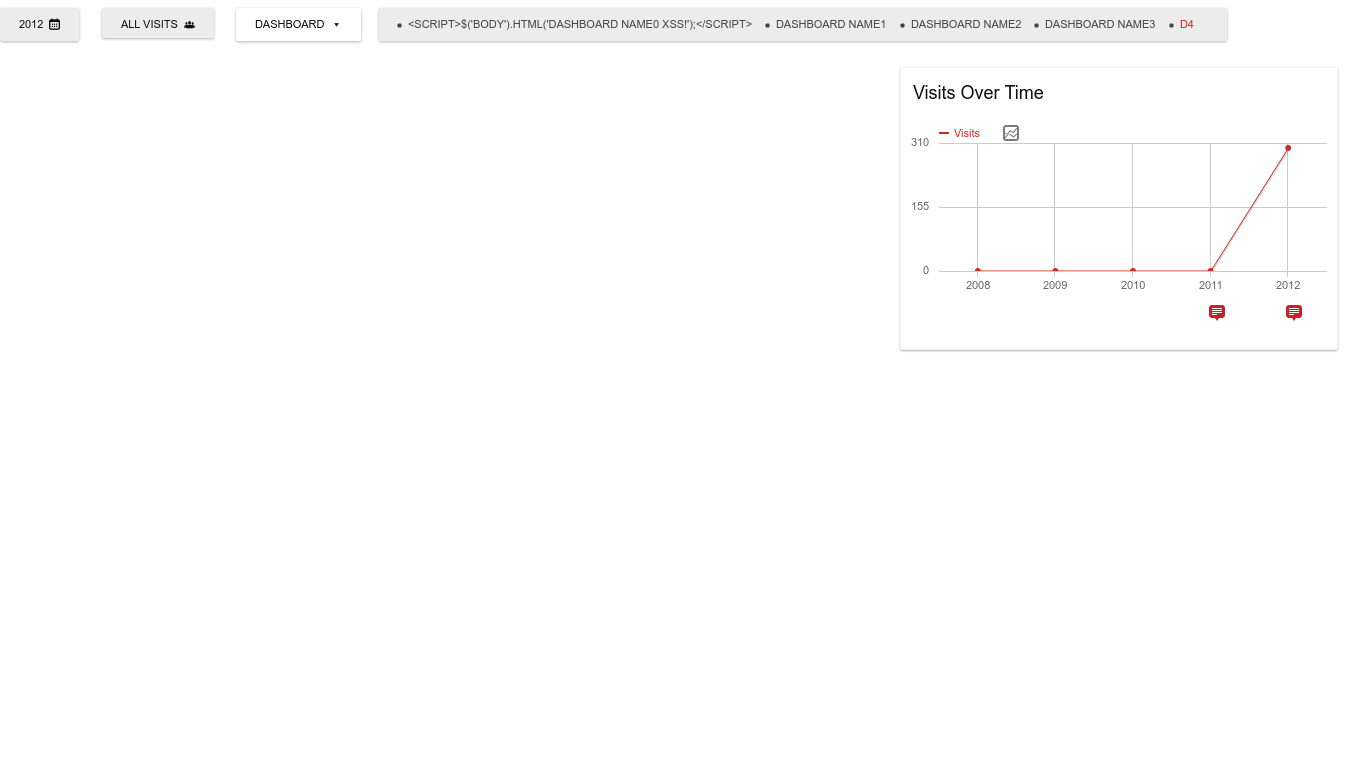 2012 ALL VISITS DASHBOARD <SCRIPT>$('BODY').HTML('DASHBOARD NAME0 XSS!');</SCRIPT> DASHBOARD NAME1 DASHBOARD NAME2 DASHBOARD NAME3 D4
Visits Over Time
Visits
310
155
0
2008 2009 2010 2011 2012